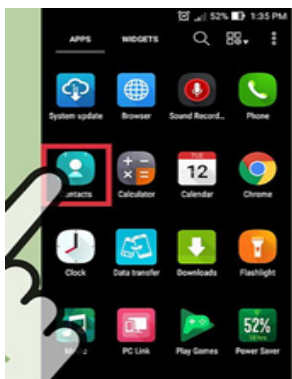 52% 1:35 PM
APPS WIDGETS
System update Browser Sound Record... Phone
TUE
12
Contacts Calculator Calendar Chrome
Clock Data transfer Downloads Flashlight
52%
PC Link Play Games Power Saver